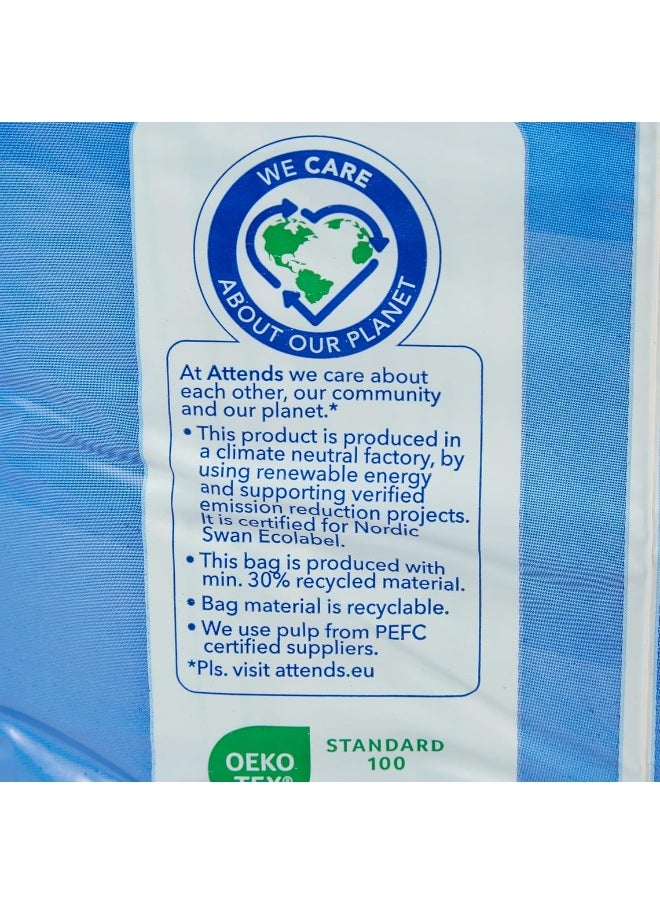 WE CARE
ABOUT OUR PLANET
At Attends we care about
each other, our community
and our planet.*
• This product is produced in
a climate neutral factory, by
using renewable energy
and supporting verified
emission reduction projects.
It is certified for Nordic
Swan Ecolabel.
• This bag is produced with
min. 30% recycled material.
• Bag material is recyclable.
• We use pulp from PEFC
certified suppliers.
*Pls. visit attends.eu
OEKO
TEX®
STANDARD
100